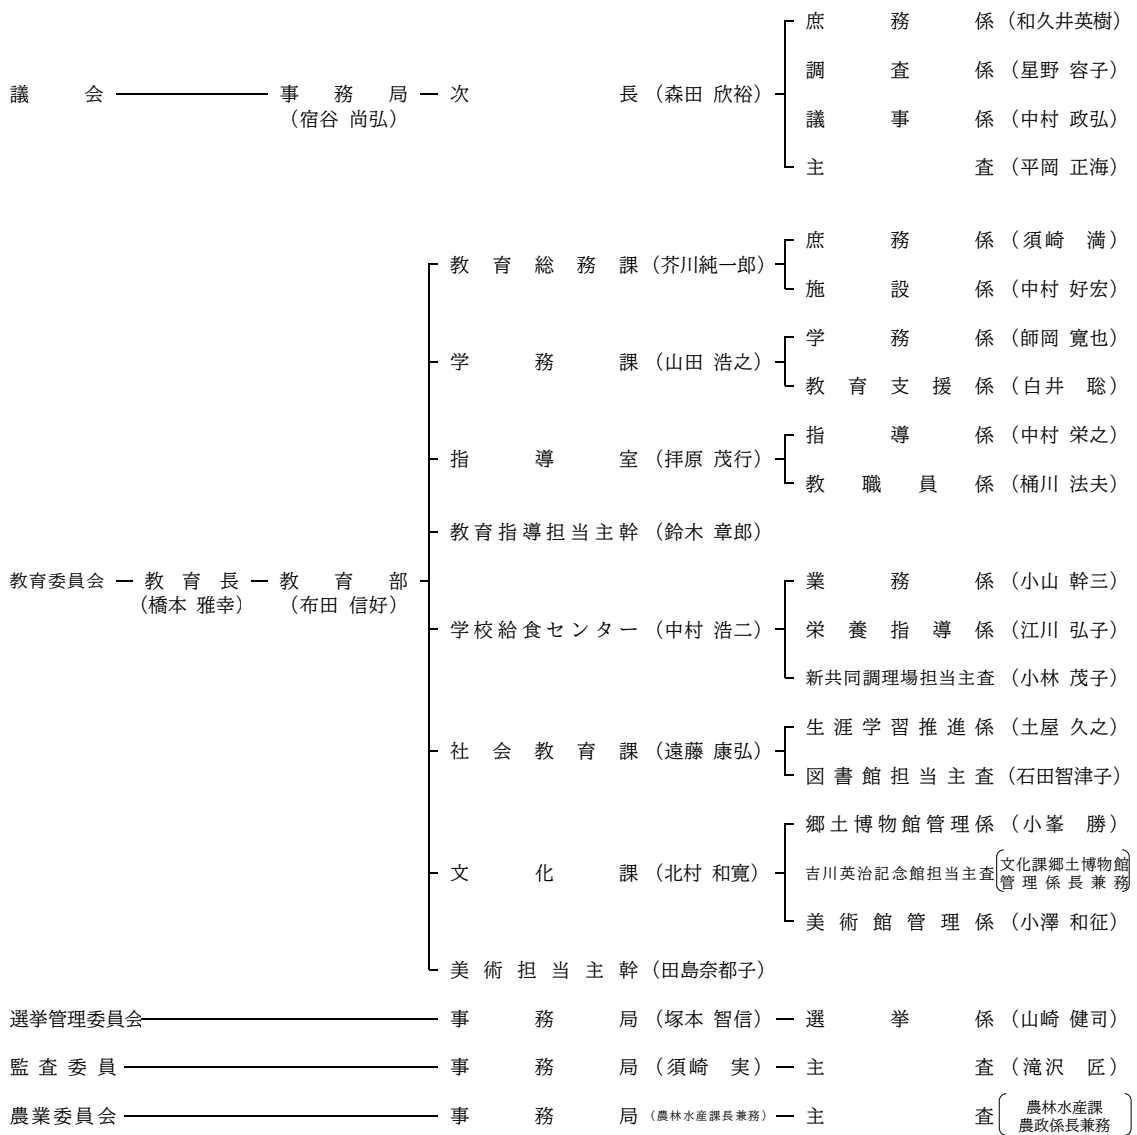 庶務係（和久井英樹）
調査係（星野 容子）
議会 事務局 次長（森田 欣裕）
（宿谷 尚弘）
議事係（中村 政弘）
主査（平岡 正海）
庶務係（須崎 満）
教育総務課（芥川純一郎）
施設係（中村 好宏）
学務係（師岡 寛也）
学務課（山田 浩之）
教育支援係（白井 聡）
指導係（中村 栄之）
指導室（拝原 茂行）
教職員係（桶川 法夫）
教育指導担当主幹（鈴木 章郎）
教育委員会 教育長 教育部
（橋本 雅幸）（布田 信好）
業務係（小山 幹三）
学校給食センター（中村 浩二）
栄養指導係（江川 弘子）
新共同調理場担当主査（小林 茂子）
生涯学習推進係（土屋 久之）
社会教育課（遠藤 康弘）
図書館担当主査（石田智津子）
郷土博物館管理係（小峯 勝）
文化課（北村 和寛）
吉川英治記念館担当主査（文化課郷土博物館
管理係長兼務）
美術館管理係（小澤 和征）
美術担当主幹（田島奈都子）
選挙管理委員会 事務局（塚本 智信） 選挙係（山崎 健司）
監査委員 事務局（須崎 実） 主査（滝沢 匠）
農業委員会 事務局（農林水産課長兼務） 主査（農林水産課
農政係長兼務）